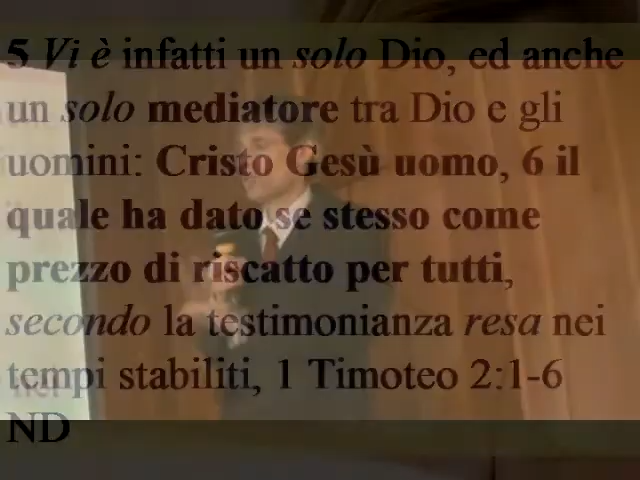 5 Vi è infatti un solo Dio, ed anche
un solo mediatore tra Dio e gli
uomini: Cristo Gesù uomo, 6 il
quale ha dato se stesso come
prezzo di riscatto per tutti,
secondo la testimonianza resa nei
tempi stabiliti, 1 Timoteo 2:1-6
ND